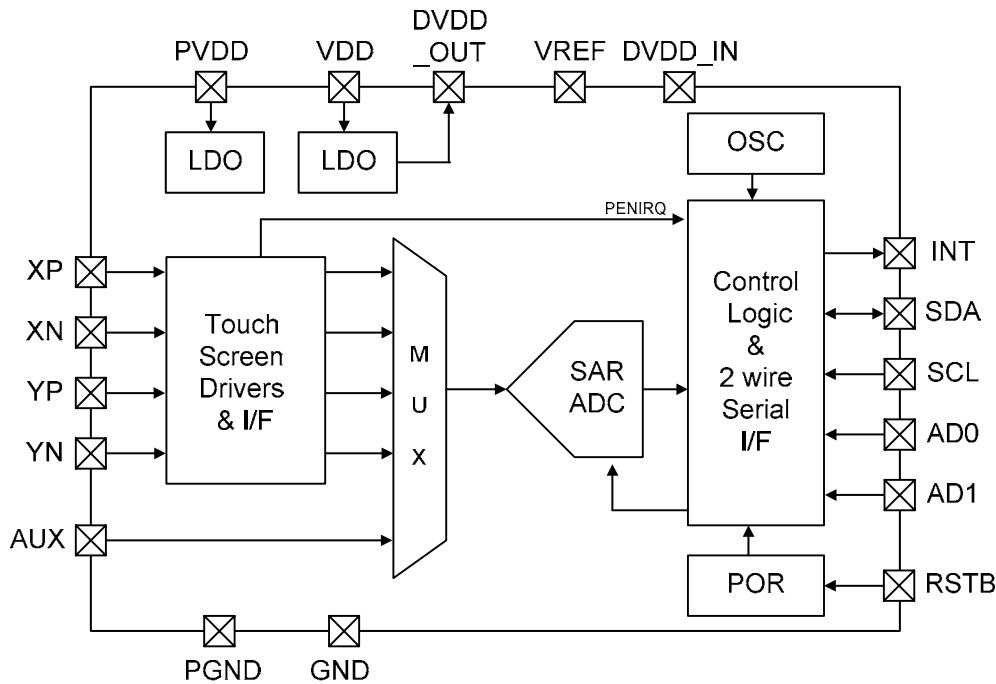 PVDD
VDD
DVDD
_OUT
VREF
DVDD_IN
LDO
LDO
OSC
PENIRQ
XP
XN
YP
YN
AUX
Touch
Screen
Drivers
& I/F
M
U
X
SAR
ADC
Control
Logic
&
2 wire
Serial
I/F
INT
SDA
SCL
AD0
AD1
POR
RSTB
PGND
GND